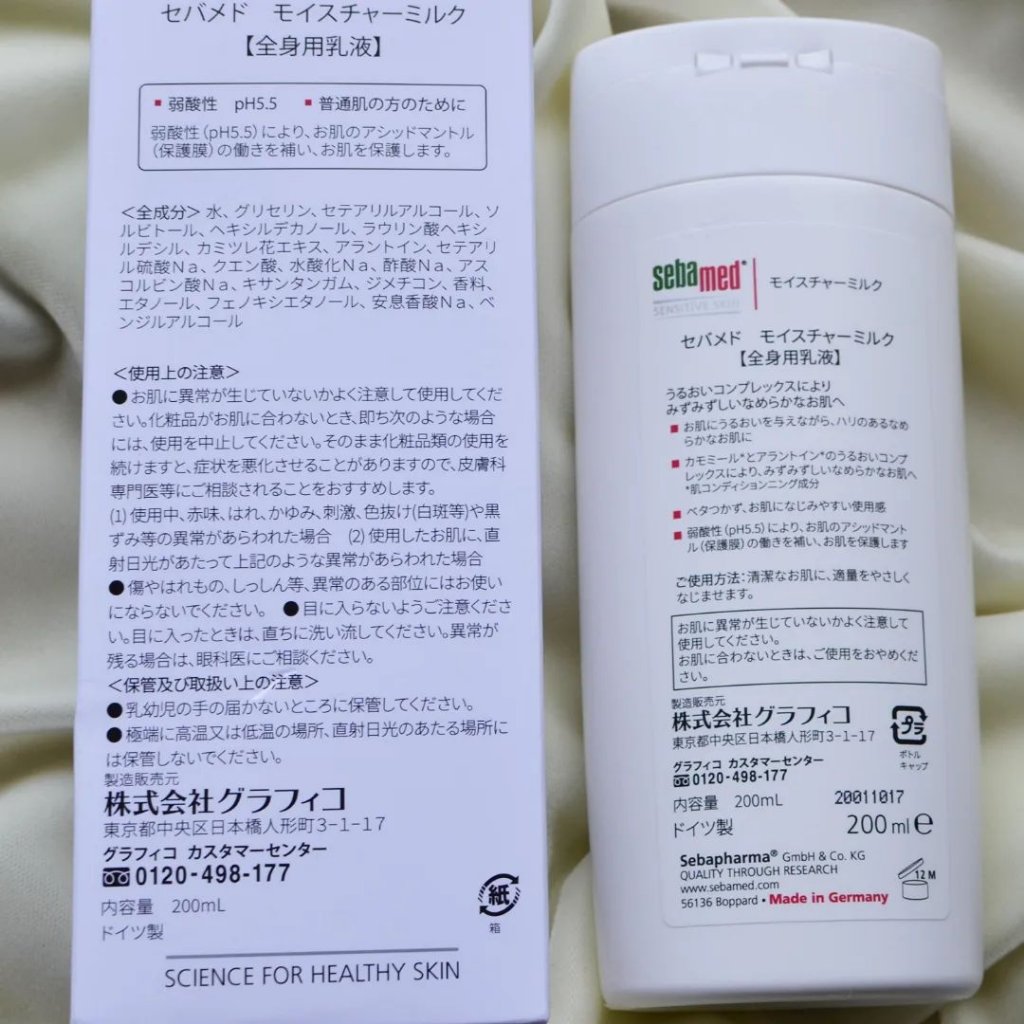 セバメド　モイスチャーミルク
【全身用乳液】
■ 弱酸性　pH5.5　■ 普通肌の方のために
弱酸性（pH5.5）により、お肌のアシッドマントル
（保護膜）の働きを補い、お肌を保護します。
＜全成分＞水、グリセリン、セテアリルアルコール、ソ
ルビトール、ヘキシルデカノール、ラウリン酸ヘキシ
ルデシル、カミツレ花エキス、アラントイン、セテアリ
ル硫酸Ｎａ、クエン酸、水酸化Ｎａ、酢酸Ｎａ、アス
コルビン酸Ｎａ、キサンタンガム、ジメチコン、香料、
エタノール、フェノキシエタノール、安息香酸Ｎａ、ベ
ンジルアルコール
＜使用上の注意＞
●お肌に異常が生じていないかよく注意して使用してくだ
さい。化粧品がお肌に合わないとき、即ち次のような場合
には、使用を中止してください。そのまま化粧品類の使用を
続けますと、症状を悪化させることがありますので、皮膚科
専門医等にご相談されることをおすすめします。
(1) 使用中、赤味、はれ、かゆみ、刺激、色抜け(白斑等)や黒
ずみ等の異常があらわれた場合　(2) 使用したお肌に、直
射日光があたって上記のような異常があらわれた場合
●傷やはれもの、しっしん等、異常のある部位にはお使い
にならないでください。　●目に入らないようご注意くださ
い。目に入ったときは、直ちに洗い流してください。異常が
残る場合は、眼科医にご相談ください。
＜保管及び取扱い上の注意＞
●乳幼児の手の届かないところに保管してください。
●極端に高温又は低温の場所、直射日光のあたる場所に
は保管しないでください。
製造販売元
株式会社グラフィコ
東京都中央区日本橋人形町3−1−17
グラフィコ カスタマーセンター
0120-498-177
内容量　200mL
ドイツ製
紙
箱
SCIENCE FOR HEALTHY SKIN
sebamed®
SENSITIVE SKIN
モイスチャーミルク
セバメド　モイスチャーミルク
【全身用乳液】
うるおいコンプレックスにより
みずみずしいなめらかなお肌へ
■ お肌にうるおいを与えながら、ハリのあるなめ
らかなお肌に
■ カモミール*とアラントイン*のうるおいコンプ
レックスにより、みずみずしいなめらかなお肌へ
*肌コンディションニング成分
■ ベタつかず、お肌になじみやすい使用感
■ 弱酸性（pH5.5）により、お肌のアシッドマント
ル（保護膜）の働きを補い、お肌を保護します
ご使用方法：清潔なお肌に、適量をやさしく
なじませます。
お肌に異常が生じていないかよく注意して
使用してください。
お肌に合わないときは、ご使用をおやめくだ
さい。
製造販売元
株式会社グラフィコ
東京都中央区日本橋人形町3−1−17
グラフィコ カスタマーセンター
0120-498-177
プラ
ボトル
キャップ
内容量　200mL　20011017
ドイツ製　200 ml ℮
Sebapharma® GmbH & Co. KG
QUALITY THROUGH RESEARCH
www.sebamed.com
56136 Boppard • Made in Germany
12 M